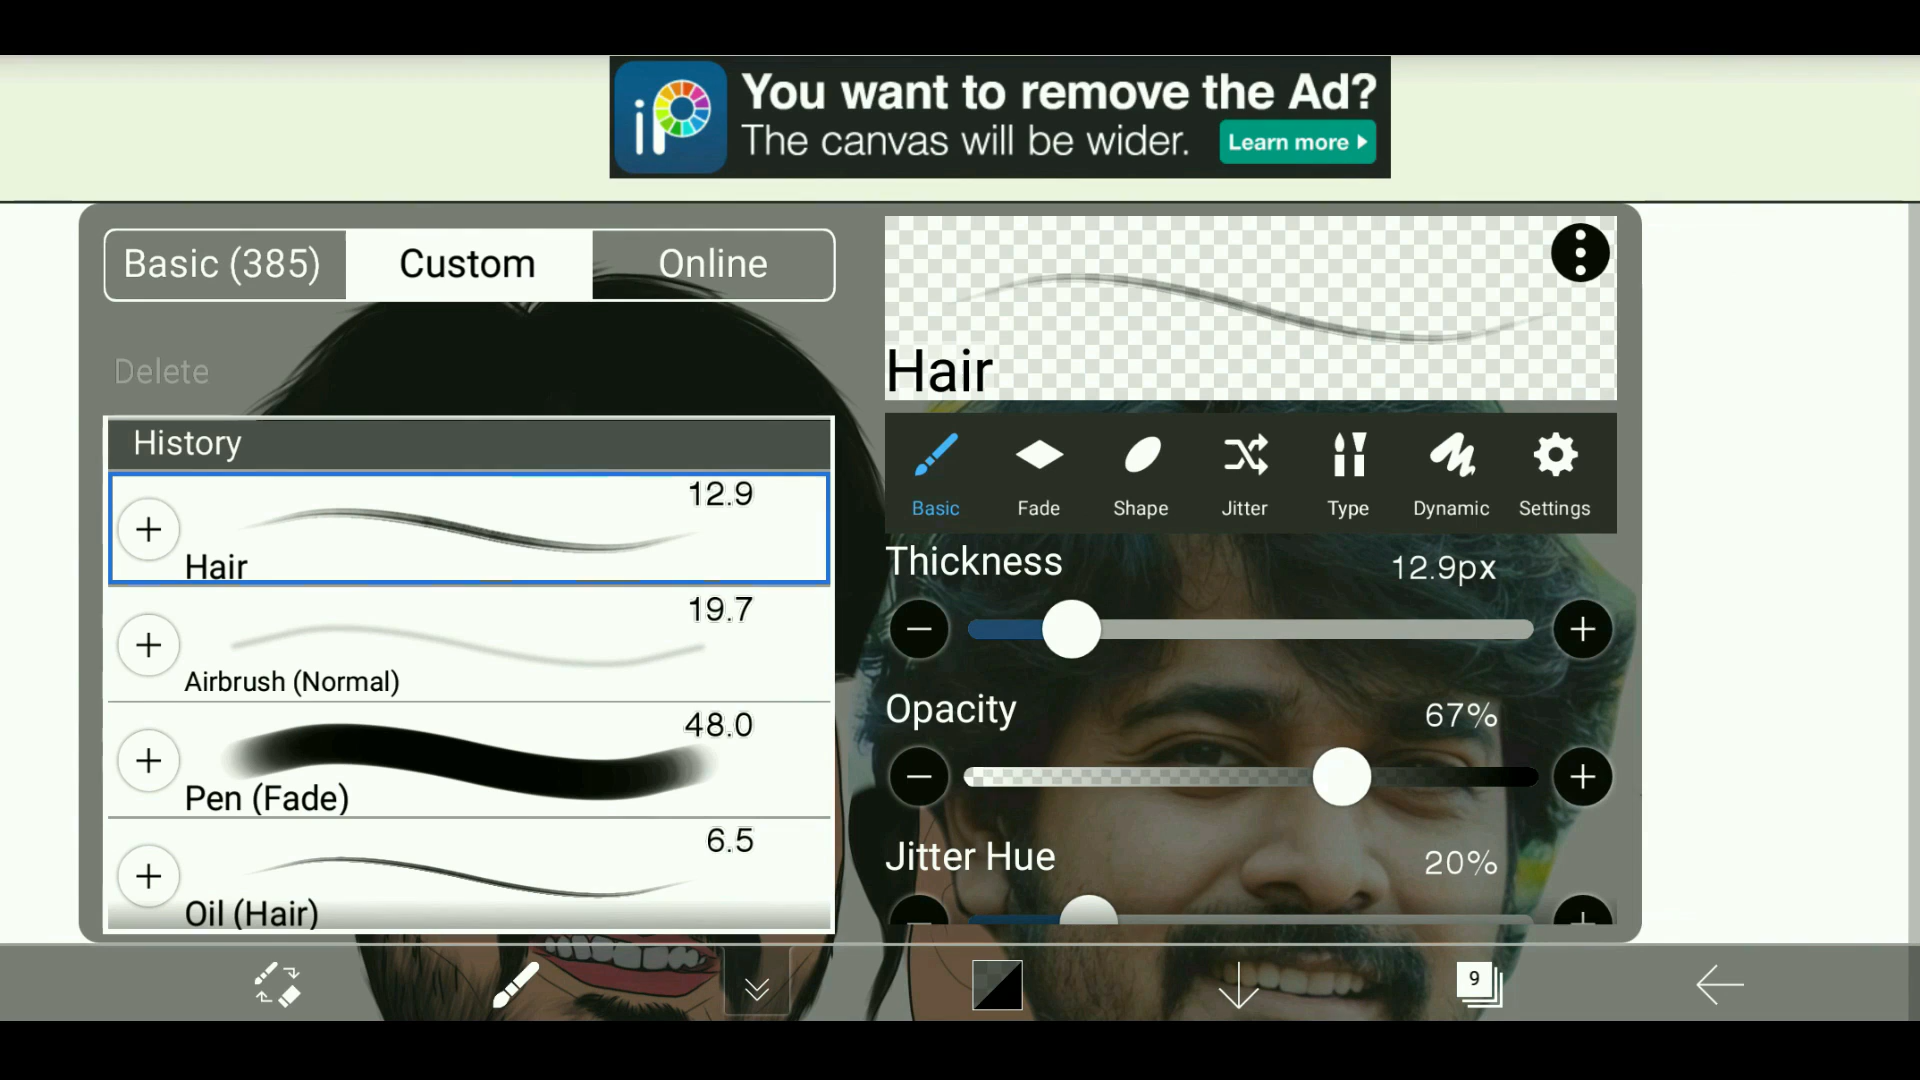 iP
You want to remove the Ad?
The canvas will be wider.
Learn more
Basic (385)
Custom
Online
Delete
History
12.9
Hair
19.7
Airbrush (Normal)
48.0
Pen (Fade)
6.5
Oil (Hair)
Hair
Basic
Fade
Shape
Jitter
Type
Dynamic
Settings
Thickness
12.9px
Opacity
67%
Jitter Hue
20%
9